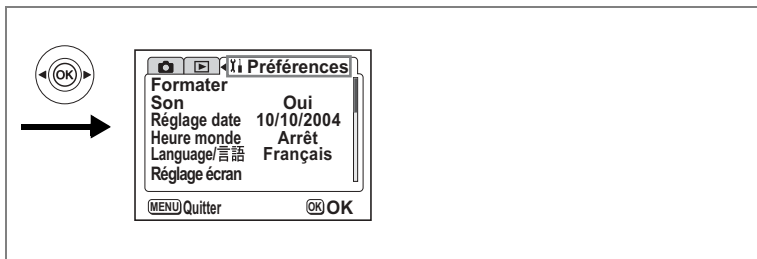 OK
Préférences
Formater
Son Oui
Réglage date 10/10/2004
Heure monde Arrêt
Language/言語 Français
Réglage écran
MENU Quitter OK OK